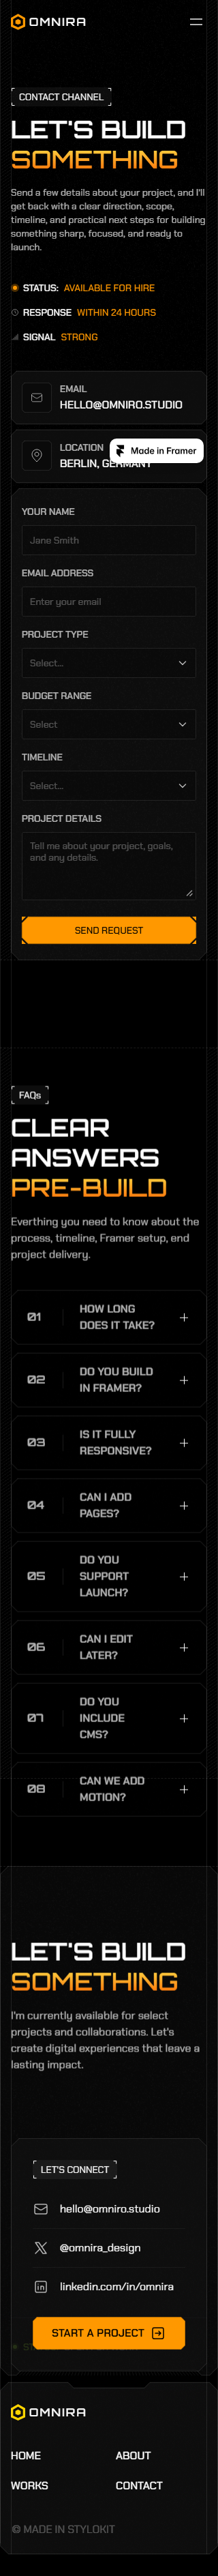 OMNIRA
CONTACT CHANNEL
LET'S BUILD
SOMETHING
Send a few details about your project, and I'll
get back with a clear direction, scope,
timeline, and practical next steps for building
something sharp, focused, and ready to
launch.
STATUS: AVAILABLE FOR HIRE
RESPONSE WITHIN 24 HOURS
SIGNAL STRONG
EMAIL
HELLO@OMNIRO.STUDIO
LOCATION
BERLIN, GERMANY
Made in Framer
YOUR NAME
Jane Smith
EMAIL ADDRESS
Enter your email
PROJECT TYPE
Select...
BUDGET RANGE
Select
TIMELINE
Select...
PROJECT DETAILS
Tell me about your project, goals,
and any details.
SEND REQUEST
FAQs
CLEAR
ANSWERS
PRE-BUILD
Everthing you need to know about the
process, timeline, Framer setup, end
project delivery.
01 HOW LONG
DOES IT TAKE?
02 DO YOU BUILD
IN FRAMER?
03 IS IT FULLY
RESPONSIVE?
04 CAN I ADD
PAGES?
05 DO YOU
SUPPORT
LAUNCH?
06 CAN I EDIT
LATER?
07 DO YOU
INCLUDE
CMS?
08 CAN WE ADD
MOTION?
LET'S BUILD
SOMETHING
I'm currently available for select
projects and collaborations. Let's
create digital experiences that leave a
lasting impact.
LET'S CONNECT
hello@omniro.studio
@omnira_design
linkedin.com/in/omnira
START A PROJECT
OMNIRA
HOME
ABOUT
WORKS
CONTACT
© MADE IN STYLOKIT